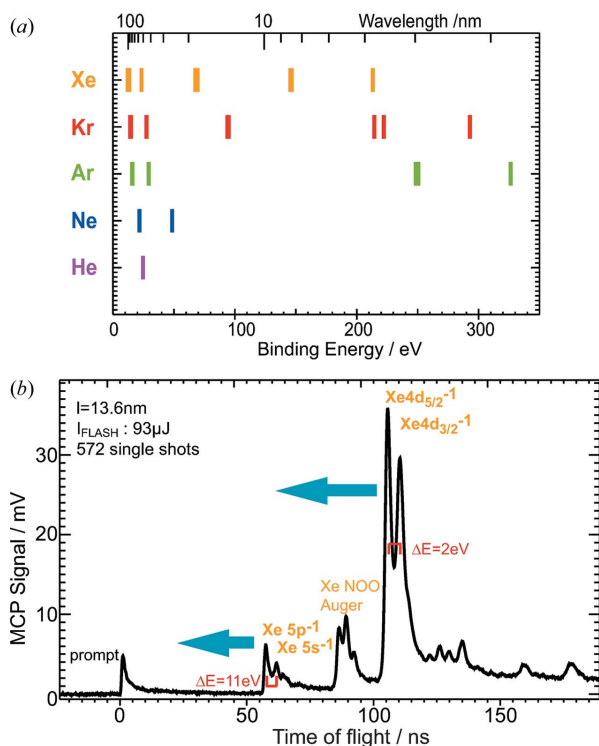 (a)
100 10 Wavelength /nm
Xe
Kr
Ar
Ne
He
0 100 200 300
Binding Energy / eV
(b)
I=13.6nm
I_FLASH : 93µJ
572 single shots
Xe4d5/2-1
Xe4d3/2-1
ΔE=2eV
Xe NOO
Auger
Xe 5p-1
Xe 5s-1
prompt
ΔE=11eV
MCP Signal / mV
30
20
10
0
0 50 100 150
Time of flight / ns